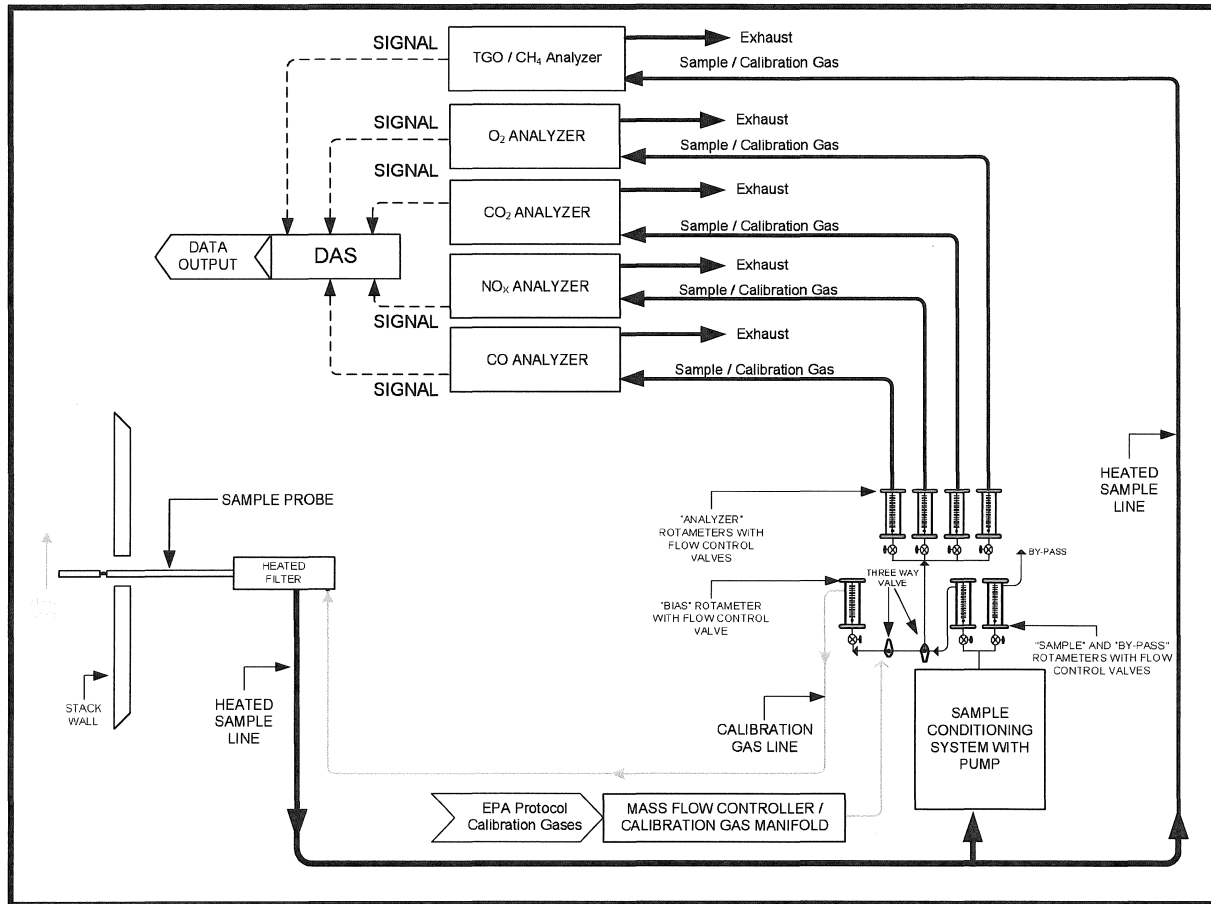 SIGNAL
TGO / CH₄ Analyzer
Exhaust
Sample / Calibration Gas
SIGNAL
O₂ ANALYZER
Exhaust
Sample / Calibration Gas
SIGNAL
CO₂ ANALYZER
Exhaust
Sample / Calibration Gas
DATA
OUTPUT
DAS
NOX ANALYZER
Exhaust
Sample / Calibration Gas
SIGNAL
CO ANALYZER
Exhaust
Sample / Calibration Gas
SIGNAL
SAMPLE PROBE
HEATED
FILTER
STACK
WALL
HEATED
SAMPLE
LINE
"ANALYZER"
ROTAMETERS WITH
FLOW CONTROL
VALVES
HEATED
SAMPLE
LINE
BY-PASS
THREE WAY
VALVE
"BIAS" ROTAMETER
WITH FLOW CONTROL
VALVE
"SAMPLE" AND "BY-PASS"
ROTAMETERS WITH FLOW
CONTROL VALVES
CALIBRATION
GAS LINE
SAMPLE
CONDITIONING
SYSTEM WITH
PUMP
EPA Protocol
Calibration Gases
MASS FLOW CONTROLLER /
CALIBRATION GAS MANIFOLD